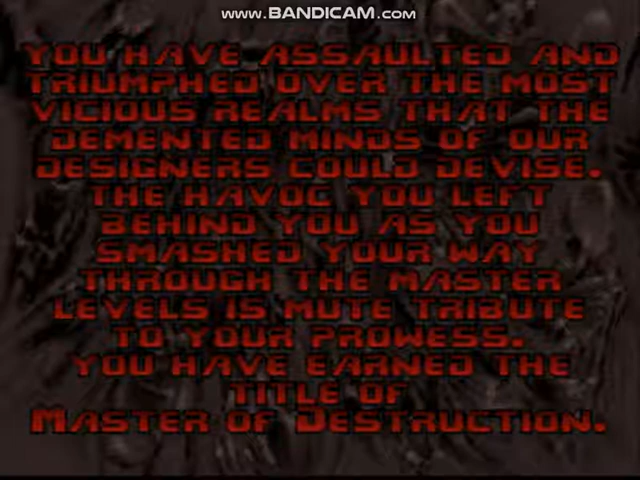 www.BANDICAM.com
YOU HAVE ASSAULTED AND
TRIUMPHED OVER THE MOST
VICIOUS REALMS THAT THE
DEMENTED MINDS OF OUR
DESIGNERS COULD DEVISE.
THE HAVOC YOU LEFT
BEHIND YOU AS YOU
SMASHED YOUR WAY
THROUGH THE MASTER
LEVELS IS MUTE TRIBUTE
TO YOUR PROWESS.
YOU HAVE EARNED THE
TITLE OF
MASTER OF DESTRUCTION.